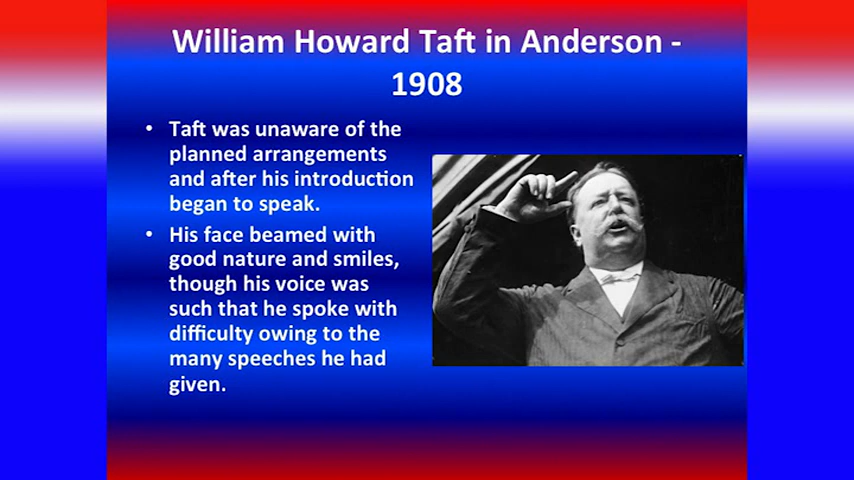 William Howard Taft in Anderson -
1908
• Taft was unaware of the
planned arrangements
and after his introduction
began to speak.
• His face beamed with
good nature and smiles,
though his voice was
such that he spoke with
difficulty owing to the
many speeches he had
given.